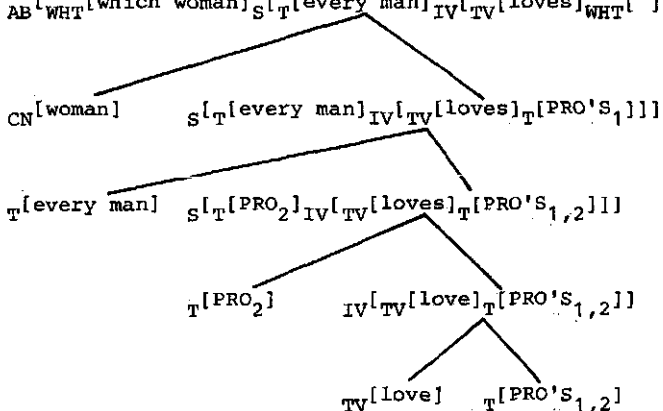 AB[WHT[which woman]S[T[every man]IV[TV[loves]WHT[ ]
CN[woman] S[T[every man]IV[TV[loves]T[PRO'S1]]]
T[every man] S[T[PRO2]IV[TV[loves]T[PRO'S1,2]]]
T[PRO2] IV[TV[love]T[PRO'S1,2]]
TV[love] T[PRO'S1,2]